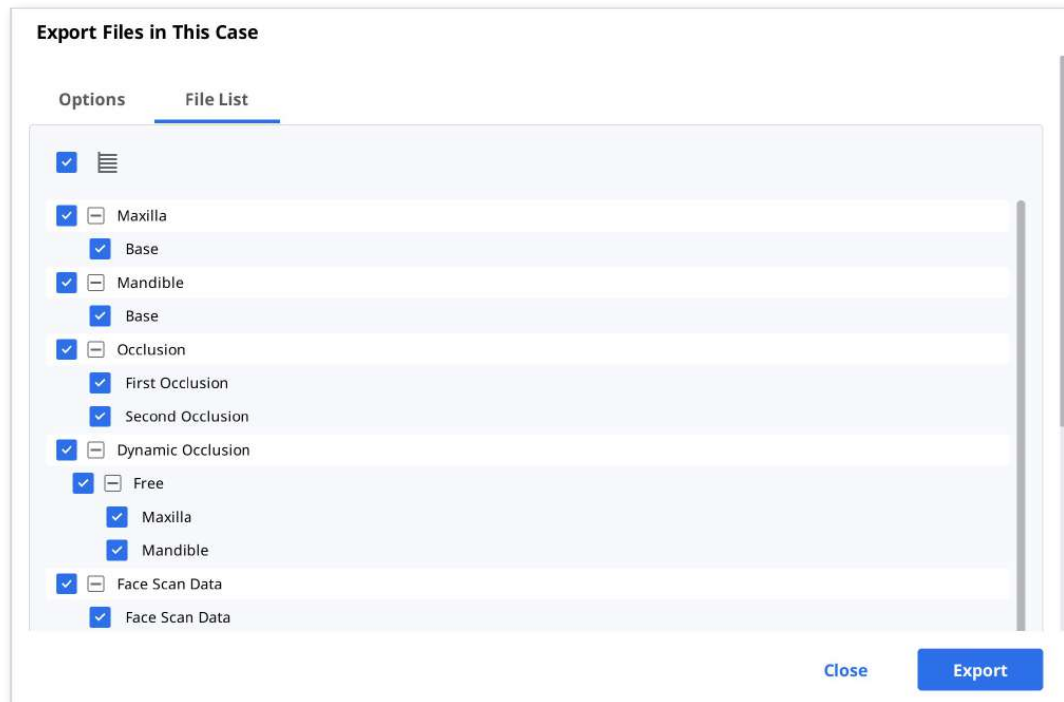 Export Files in This Case
Options File List
Maxilla
Base
Mandible
Base
Occlusion
First Occlusion
Second Occlusion
Dynamic Occlusion
Free
Maxilla
Mandible
Face Scan Data
Face Scan Data
Close Export